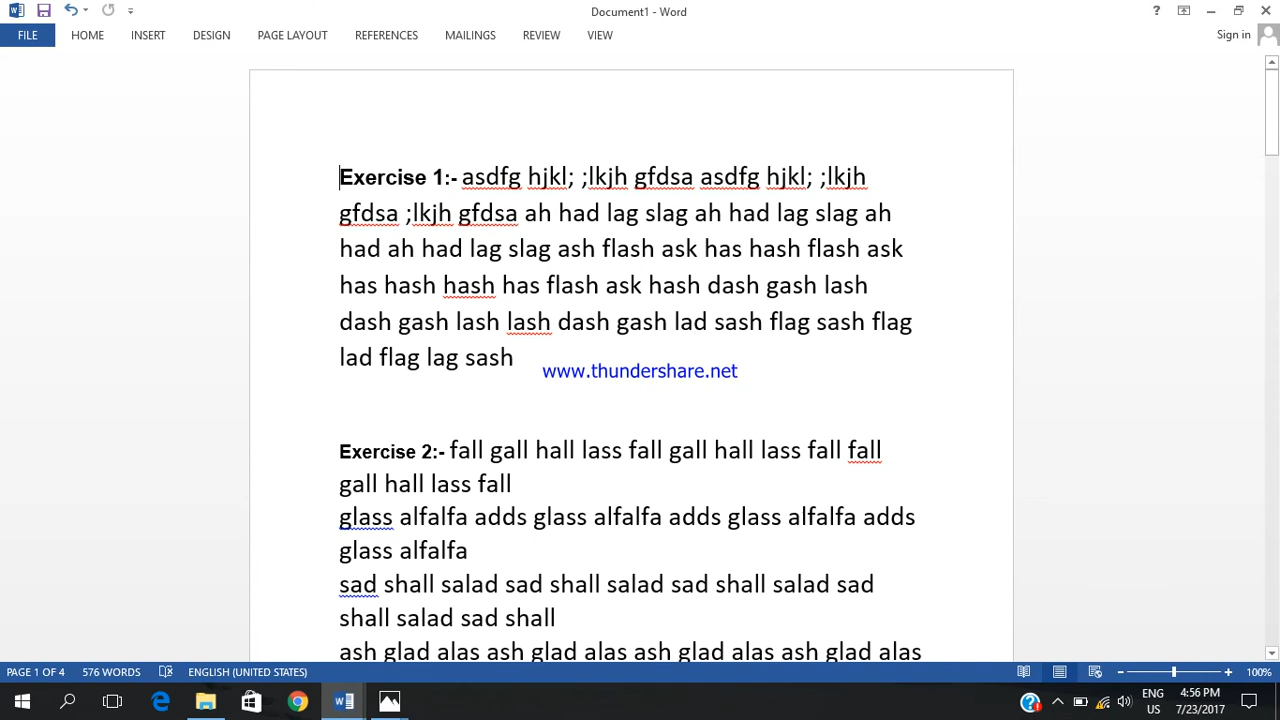 Document1 - Word
?
FILE HOME INSERT DESIGN PAGE LAYOUT REFERENCES MAILINGS REVIEW VIEW Sign in
Exercise 1:- asdfg hjkl; ;lkjh gfdsa asdfg hjkl; ;lkjh
gfdsa ;lkjh gfdsa ah had lag slag ah had lag slag ah
had ah had lag slag ash flash ask has hash flash ask
has hash hash has flash ask hash dash gash lash
dash gash lash lash dash gash lad sash flag sash flag
lad flag lag sash
www.thundershare.net
Exercise 2:- fall gall hall lass fall gall hall lass fall fall
gall hall lass fall
glass alfalfa adds glass alfalfa adds glass alfalfa adds
glass alfalfa
sad shall salad sad shall salad sad shall salad sad
shall salad sad shall
ash glad alas ash glad alas ash glad alas ash glad alas
PAGE 1 OF 4 576 WORDS ENGLISH (UNITED STATES) 100%
ENG 4:56 PM
US 7/23/2017